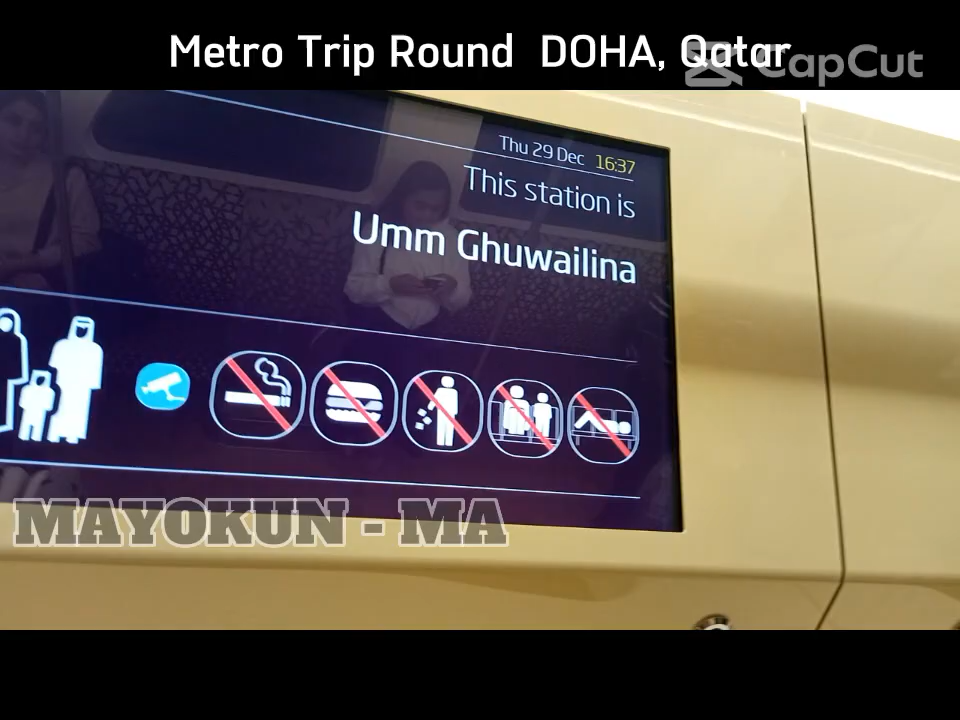 Metro Trip Round DOHA, Qatar
CapCut
Thu 29 Dec 16:37
This station is
Umm Ghuwailina
MAYOKUN - MA